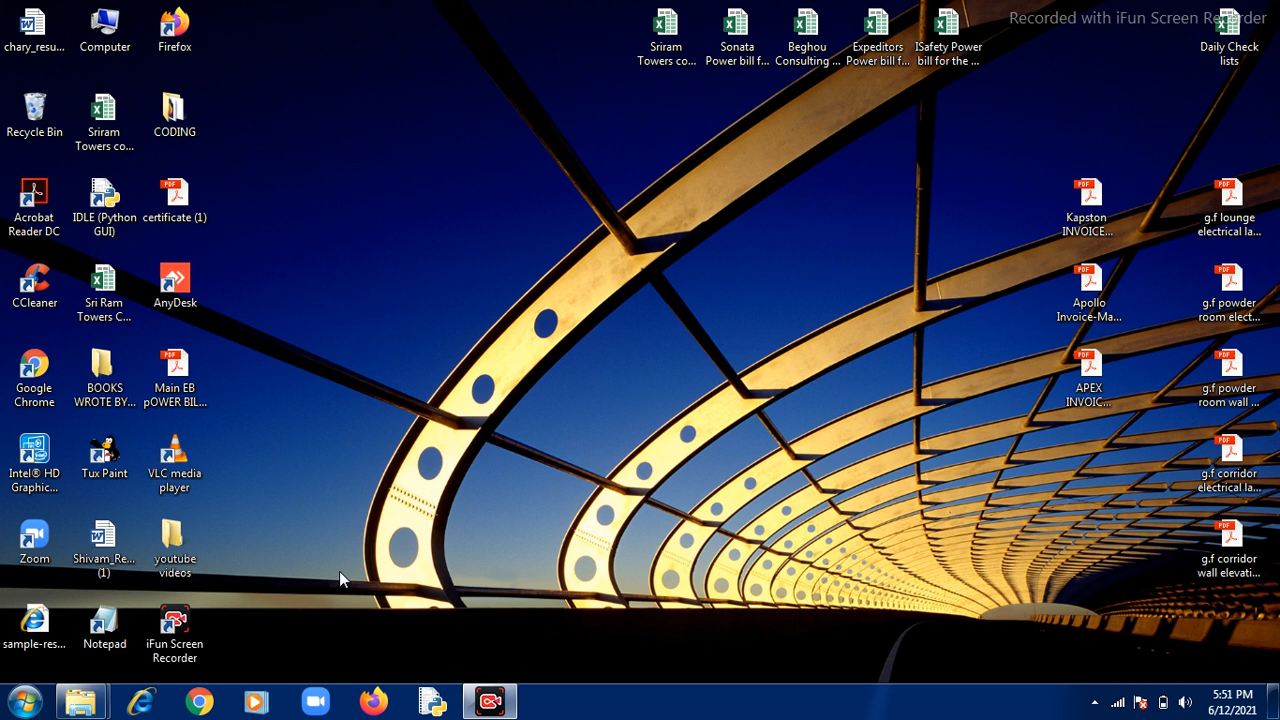 Recorded with iFun Screen Recorder
chary_resu...
Computer
Firefox
Sriram
Towers co...
Sonata
Power bill f...
Beghou
Consulting ...
Expeditors
Power bill f...
ISafety Power
bill for the ...
Daily Check
lists
Recycle Bin
Sriram
Towers co...
CODING
Acrobat
Reader DC
IDLE (Python
GUI)
certificate (1)
Kapston
INVOICE...
g.f lounge
electrical la...
CCleaner
Sri Ram
Towers C...
AnyDesk
Apollo
Invoice-Ma...
g.f powder
room elect...
Google
Chrome
BOOKS
WROTE BY...
Main EB
pOWER BIL...
APEX
INVOIC...
g.f powder
room wall ...
Intel® HD
Graphic...
Tux Paint
VLC media
player
g.f corridor
electrical la...
Zoom
Shivam_Re...
(1)
youtube
videos
g.f corridor
wall elevati...
sample-res...
Notepad
iFun Screen
Recorder
5:51 PM
6/12/2021